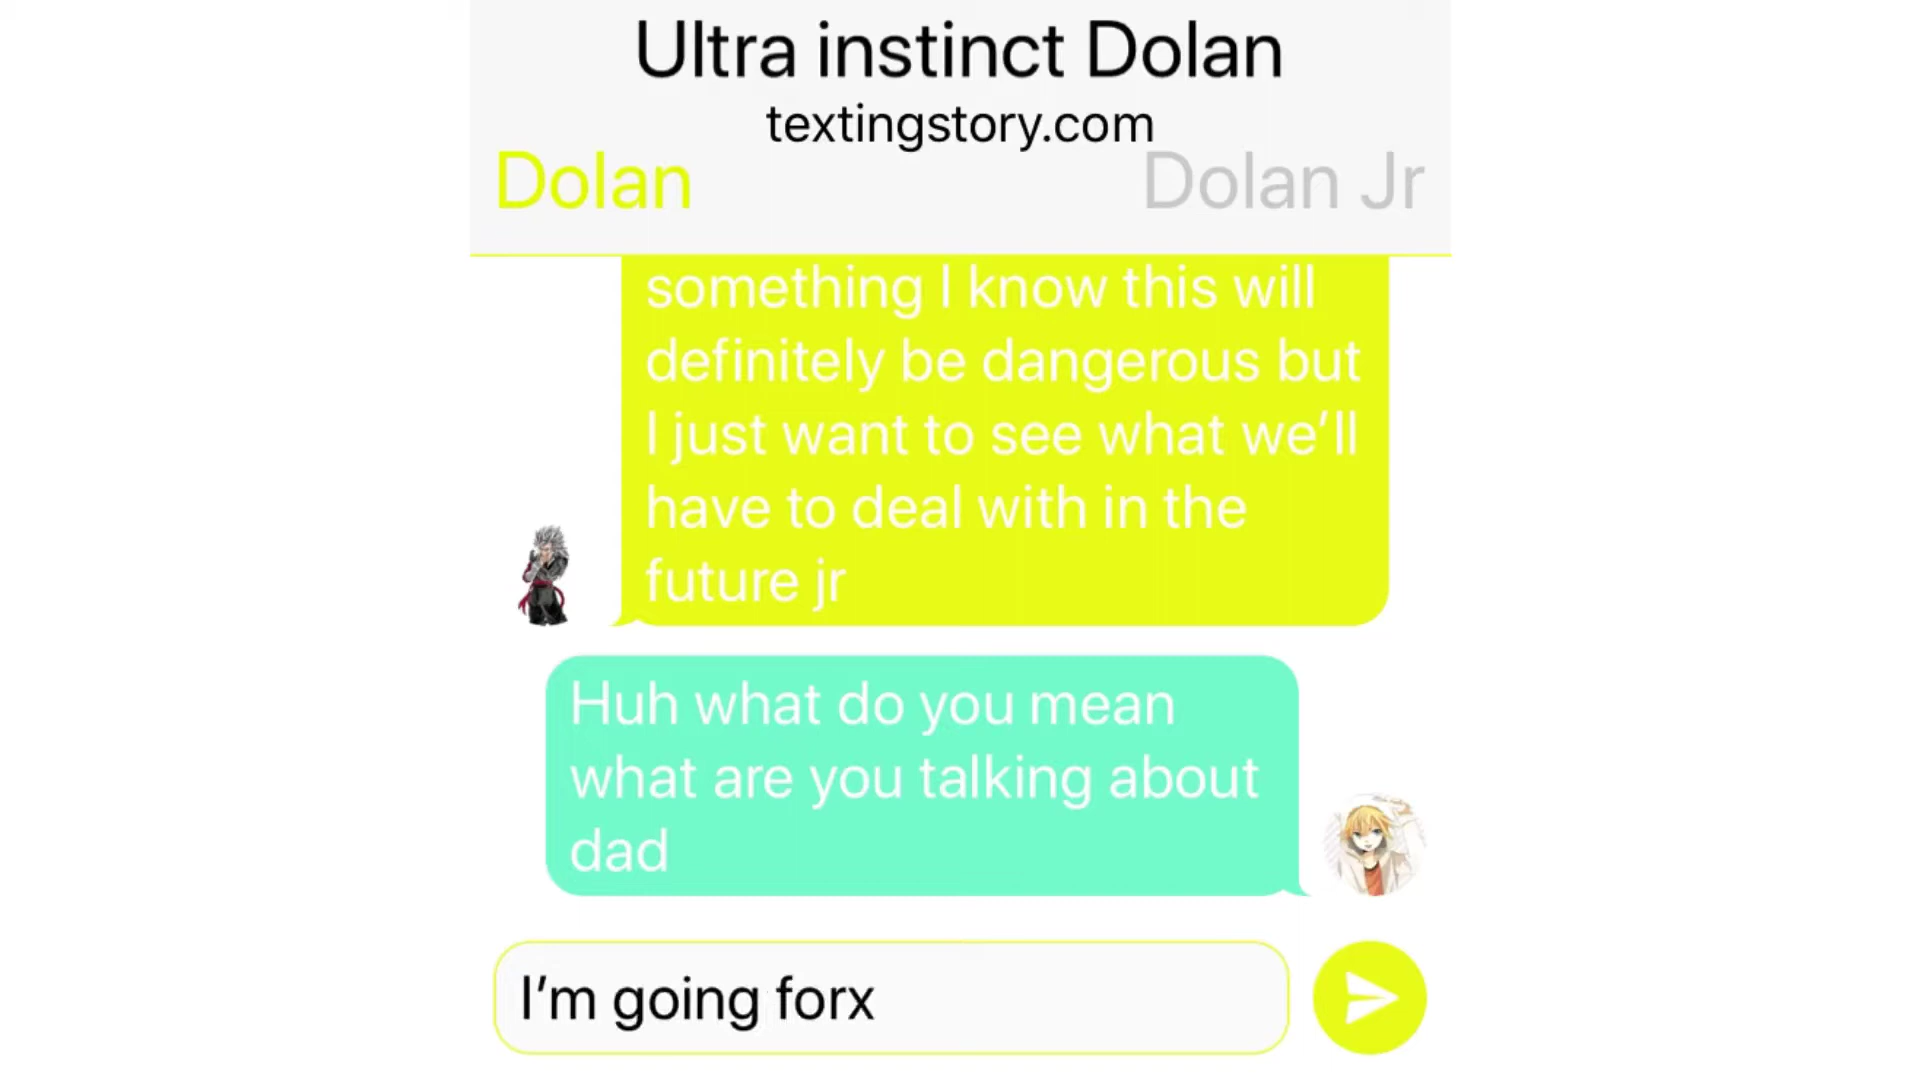 Ultra instinct Dolan
textingstory.com
Dolan
Dolan Jr
something I know this will
definitely be dangerous but
I just want to see what we’ll
have to deal with in the
future jr
Huh what do you mean
what are you talking about
dad
I’m going forx